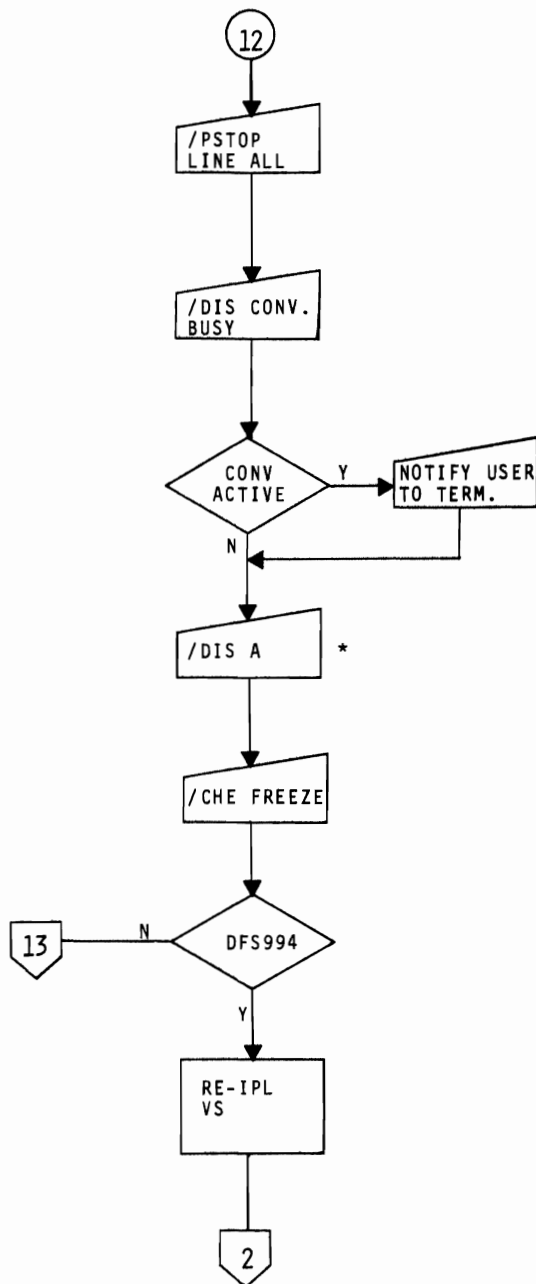 12
/PSTOP
LINE ALL
/DIS CONV.
BUSY
CONV
ACTIVE
Y
NOTIFY USER
TO TERM.
N
/DIS A
*
/CHE FREEZE
DFS994
N
13
Y
RE-IPL
VS
2